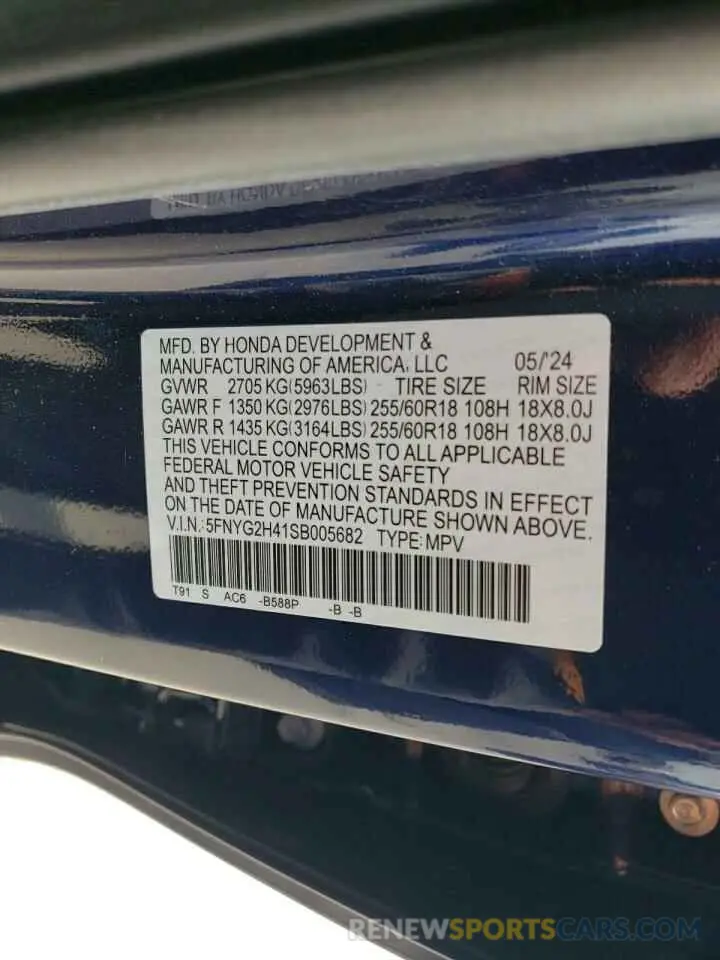 MFD. BY HONDA DEVELOPMENT &
MANUFACTURING OF AMERICA, LLC 05/'24
GVWR 2705 KG(5963LBS) TIRE SIZE RIM SIZE
GAWR F 1350 KG(2976LBS) 255/60R18 108H 18X8.0J
GAWR R 1435 KG(3164LBS) 255/60R18 108H 18X8.0J
THIS VEHICLE CONFORMS TO ALL APPLICABLE
FEDERAL MOTOR VEHICLE SAFETY
AND THEFT PREVENTION STANDARDS IN EFFECT
ON THE DATE OF MANUFACTURE SHOWN ABOVE.
V.I.N.:5FNYG2H41SB005682 TYPE:MPV
T91 S AC6 -B588P -B -B
RENEWSPORTSCARS.COM